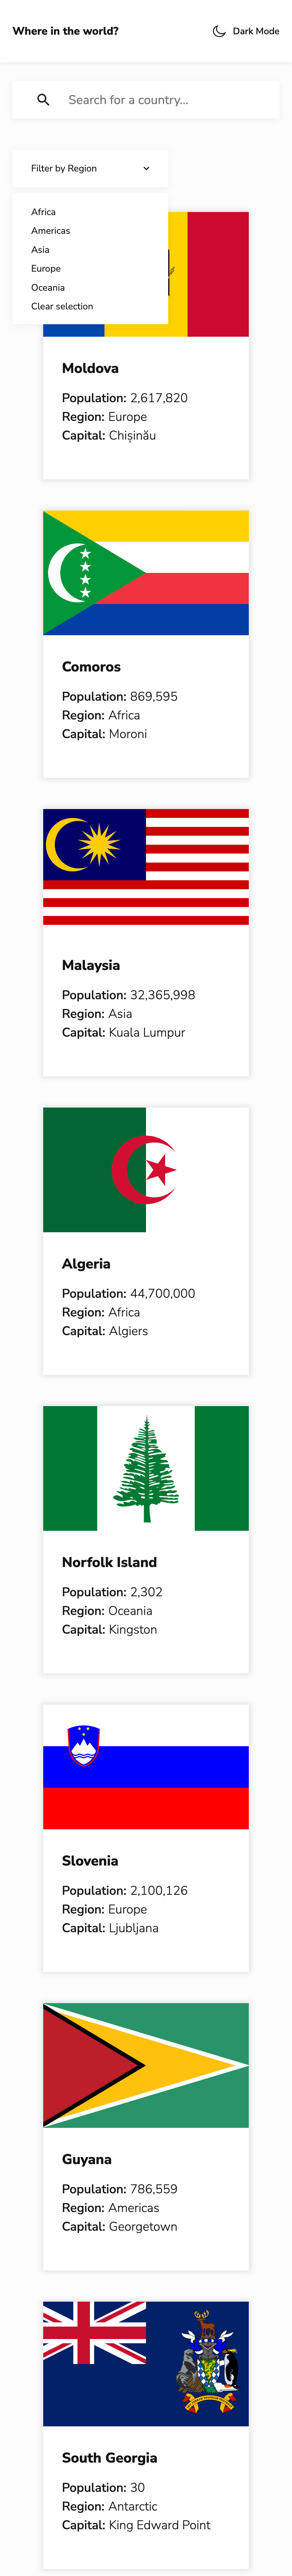 Where in the world?
Dark Mode
Search for a country...
Filter by Region
Africa
Americas
Asia
Europe
Oceania
Clear selection
Moldova
Population: 2,617,820
Region: Europe
Capital: Chișinău
Comoros
Population: 869,595
Region: Africa
Capital: Moroni
Malaysia
Population: 32,365,998
Region: Asia
Capital: Kuala Lumpur
Algeria
Population: 44,700,000
Region: Africa
Capital: Algiers
Norfolk Island
Population: 2,302
Region: Oceania
Capital: Kingston
Slovenia
Population: 2,100,126
Region: Europe
Capital: Ljubljana
Guyana
Population: 786,559
Region: Americas
Capital: Georgetown
South Georgia
Population: 30
Region: Antarctic
Capital: King Edward Point